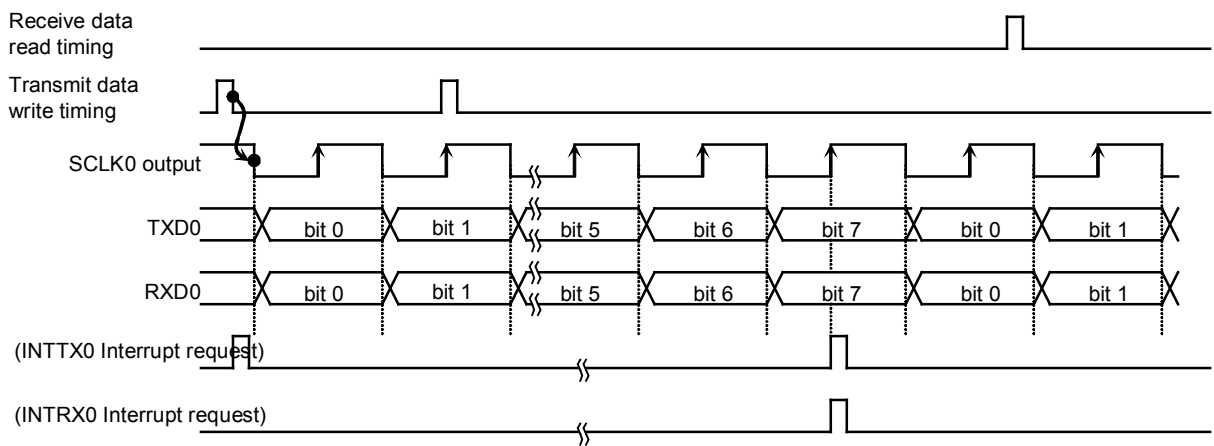 Receive data
read timing
Transmit data
write timing
SCLK0 output
TXD0 bit 0 bit 1 bit 5 bit 6 bit 7 bit 0 bit 1
RXD0 bit 0 bit 1 bit 5 bit 6 bit 7 bit 0 bit 1
(INTTX0 Interrupt request)
(INTRX0 Interrupt request)